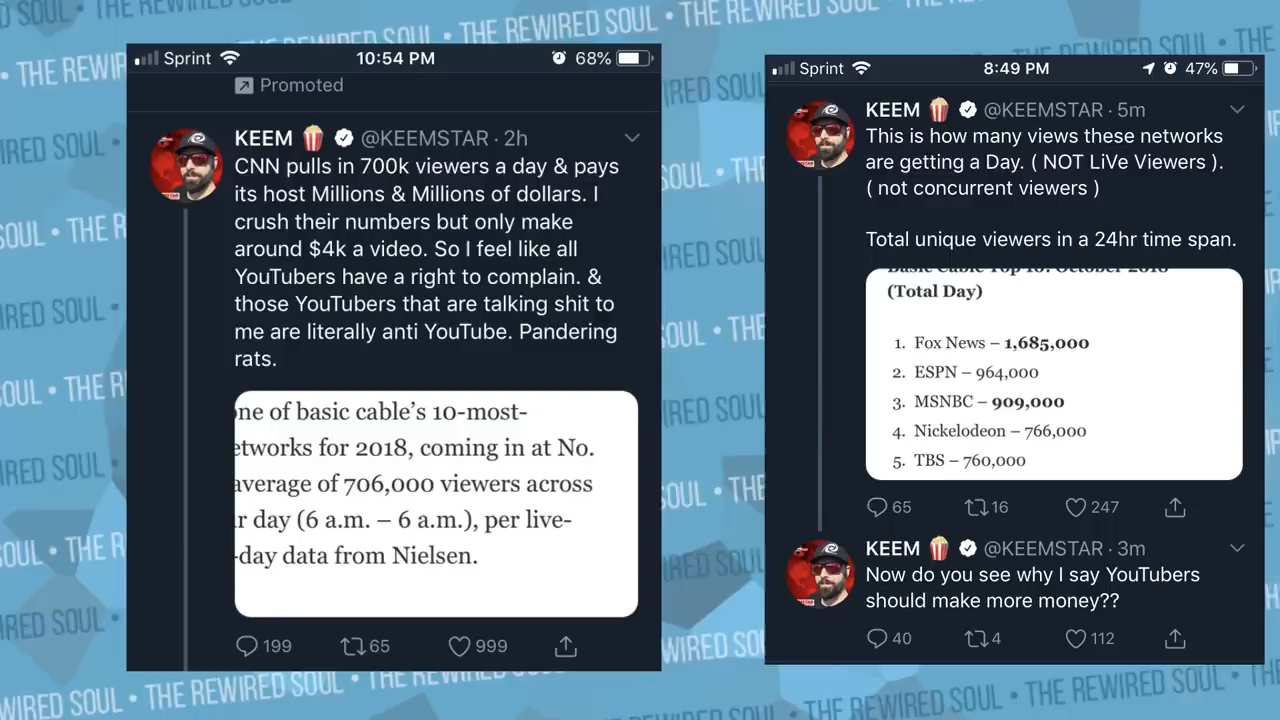 Sprint 10:54 PM 68%
Promoted
KEEM 🍿 @KEEMSTAR · 2h
CNN pulls in 700k viewers a day & pays
its host Millions & Millions of dollars. I
crush their numbers but only make
around $4k a video. So I feel like all
YouTubers have a right to complain. &
those YouTubers that are talking shit to
me are literally anti YouTube. Pandering
rats.
ne of basic cable's 10-most-
etworks for 2018, coming in at No.
average of 706,000 viewers across
r day (6 a.m. – 6 a.m.), per live-
-day data from Nielsen.
199 65 999
Sprint 8:49 PM 47%
KEEM 🍿 @KEEMSTAR · 5m
This is how many views these networks
are getting a Day. ( NOT LiVe Viewers ).
( not concurrent viewers )
Total unique viewers in a 24hr time span.
Basic Cable Top 10: October 2018
(Total Day)
1. Fox News – 1,685,000
2. ESPN – 964,000
3. MSNBC – 909,000
4. Nickelodeon – 766,000
5. TBS – 760,000
65 16 247
KEEM 🍿 @KEEMSTAR · 3m
Now do you see why I say YouTubers
should make more money??
40 4 112
THE REWIRED SOUL • THE REWIRED SOUL • THE REWIRED SOUL